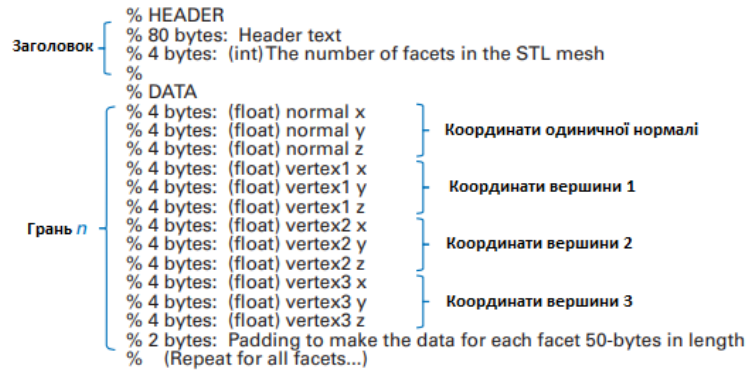 % HEADER
% 80 bytes: Header text
Заголовок
% 4 bytes: (int) The number of facets in the STL mesh
%
% DATA
% 4 bytes: (float) normal x
% 4 bytes: (float) normal y
Координати одиничної нормалі
% 4 bytes: (float) normal z
% 4 bytes: (float) vertex1 x
% 4 bytes: (float) vertex1 y
Координати вершини 1
% 4 bytes: (float) vertex1 z
% 4 bytes: (float) vertex2 x
Грань n
% 4 bytes: (float) vertex2 y
Координати вершини 2
% 4 bytes: (float) vertex2 z
% 4 bytes: (float) vertex3 x
% 4 bytes: (float) vertex3 y
Координати вершини 3
% 4 bytes: (float) vertex3 z
% 2 bytes: Padding to make the data for each facet 50-bytes in length
% (Repeat for all facets...)